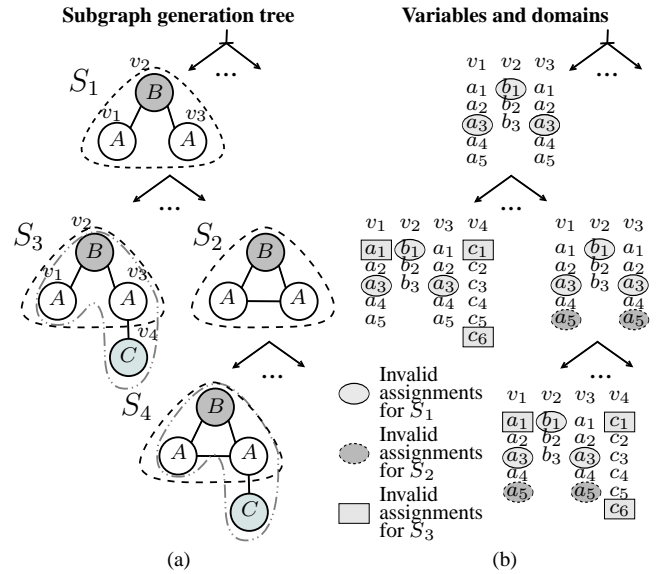 Subgraph generation tree
Variables and domains
S1
v2
B
v1
v3
A
A
...
...
S3
v2
B
v1
v3
A
A
v4
C
S2
B
A
A
...
S4
B
A
A
C
(a)
...
v1 v2 v3
a1 b1 a1
a2 b2 a2
a3 b3 a3
a4 a4
a5 a5
...
v1 v2 v3 v4
a1 b1 a1 c1
a2 b2 a2 c2
a3 b3 a3 c3
a4 a4 c4
a5 a5 c5
c6
v1 v2 v3
a1 b1 a1
a2 b2 a2
a3 b3 a3
a4 a4
a5 a5
...
v1 v2 v3 v4
a1 b1 a1 c1
a2 b2 a2 c2
a3 b3 a3 c3
a4 a4 c4
a5 a5 c5
c6
Invalid
assignments
for S1
Invalid
assignments
for S2
Invalid
assignments
for S3
(b)